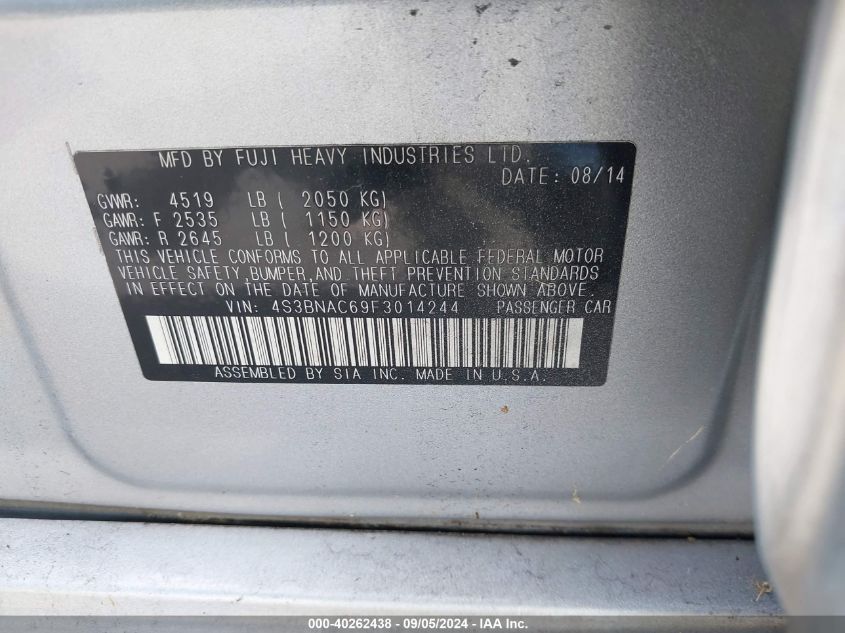 MFD BY FUJI HEAVY INDUSTRIES LTD.
DATE: 08/14
GVWR: 4519 LB ( 2050 KG)
GAWR: F 2535 LB ( 1150 KG)
GAWR: R 2645 LB ( 1200 KG)
THIS VEHICLE CONFORMS TO ALL APPLICABLE FEDERAL MOTOR
VEHICLE SAFETY,BUMPER,AND THEFT PREVENTION STANDARDS
IN EFFECT ON THE DATE OF MANUFACTURE SHOWN ABOVE.
VIN: 4S3BNAC69F3014244 PASSENGER CAR
ASSEMBLED BY SIA INC. MADE IN U.S.A.
000-40262438 - 09/05/2024 - IAA Inc.